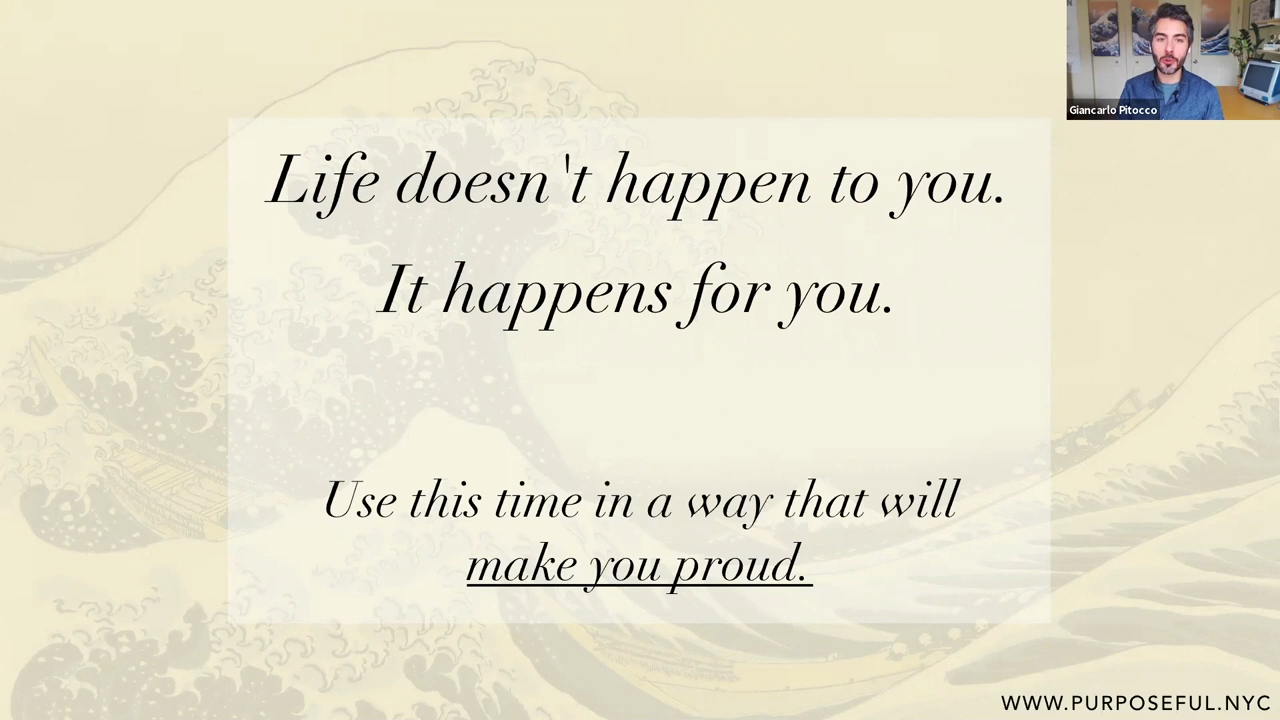 Giancarlo Pitocco
Life doesn't happen to you.
It happens for you.
Use this time in a way that will
make you proud.
WWW.PURPOSEFUL.NYC